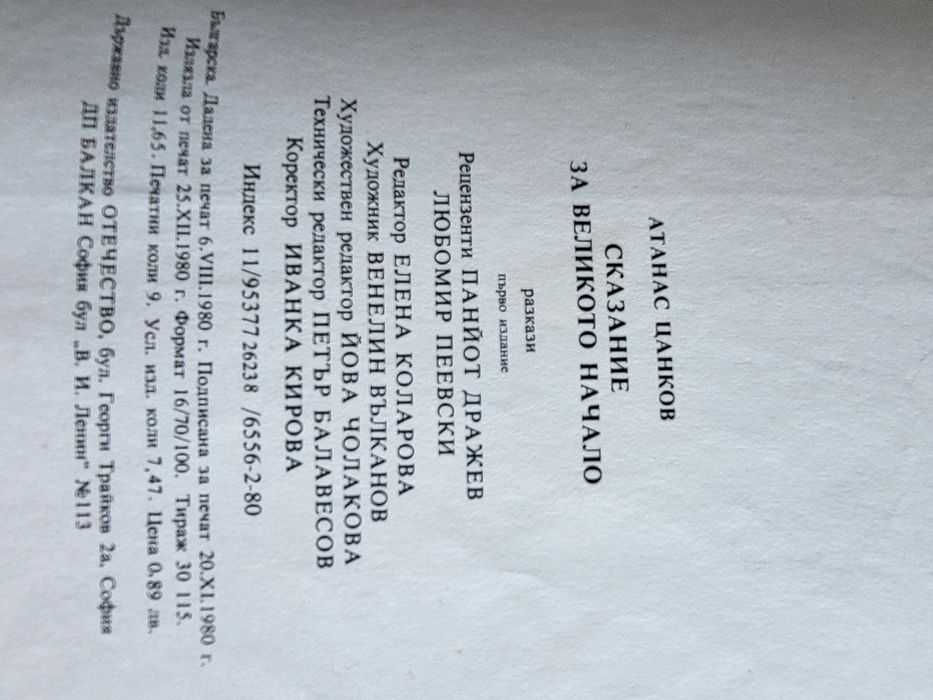 АТАНАС ЦАНКОВ
СКАЗАНИЕ
ЗА ВЕЛИКОТО НАЧАЛО
разкази
първо издание
Рецензенти ПАНЙОТ ДРАЖЕВ
ЛЮБОМИР ПЕЕВСКИ
Редактор ЕЛЕНА КОЛАРОВА
Художник ВЕНЕЛИН ВЪЛКАНОВ
Художествен редактор ЙОВА ЧОЛАКОВА
Технически редактор ПЕТЪР БАЛАВЕСОВ
Коректор ИВАНКА КИРОВА
Индекс 11/95377 26238 /6556-2-80
Българска. Дадена за печат 6.VIII.1980 г. Подписана за печат 20.XI.1980 г.
Излязла от печат 25.XII.1980 г. Формат 16/70/100. Тираж 30 115.
Изд. коли 11,65. Печатни коли 9. Усл. изд. коли 7,47. Цена 0,89 лв.
Държавно издателство ОТЕЧЕСТВО, бул. Георги Трайков 2а, София
ДП БАЛКАН София бул „В. И. Ленин" №113